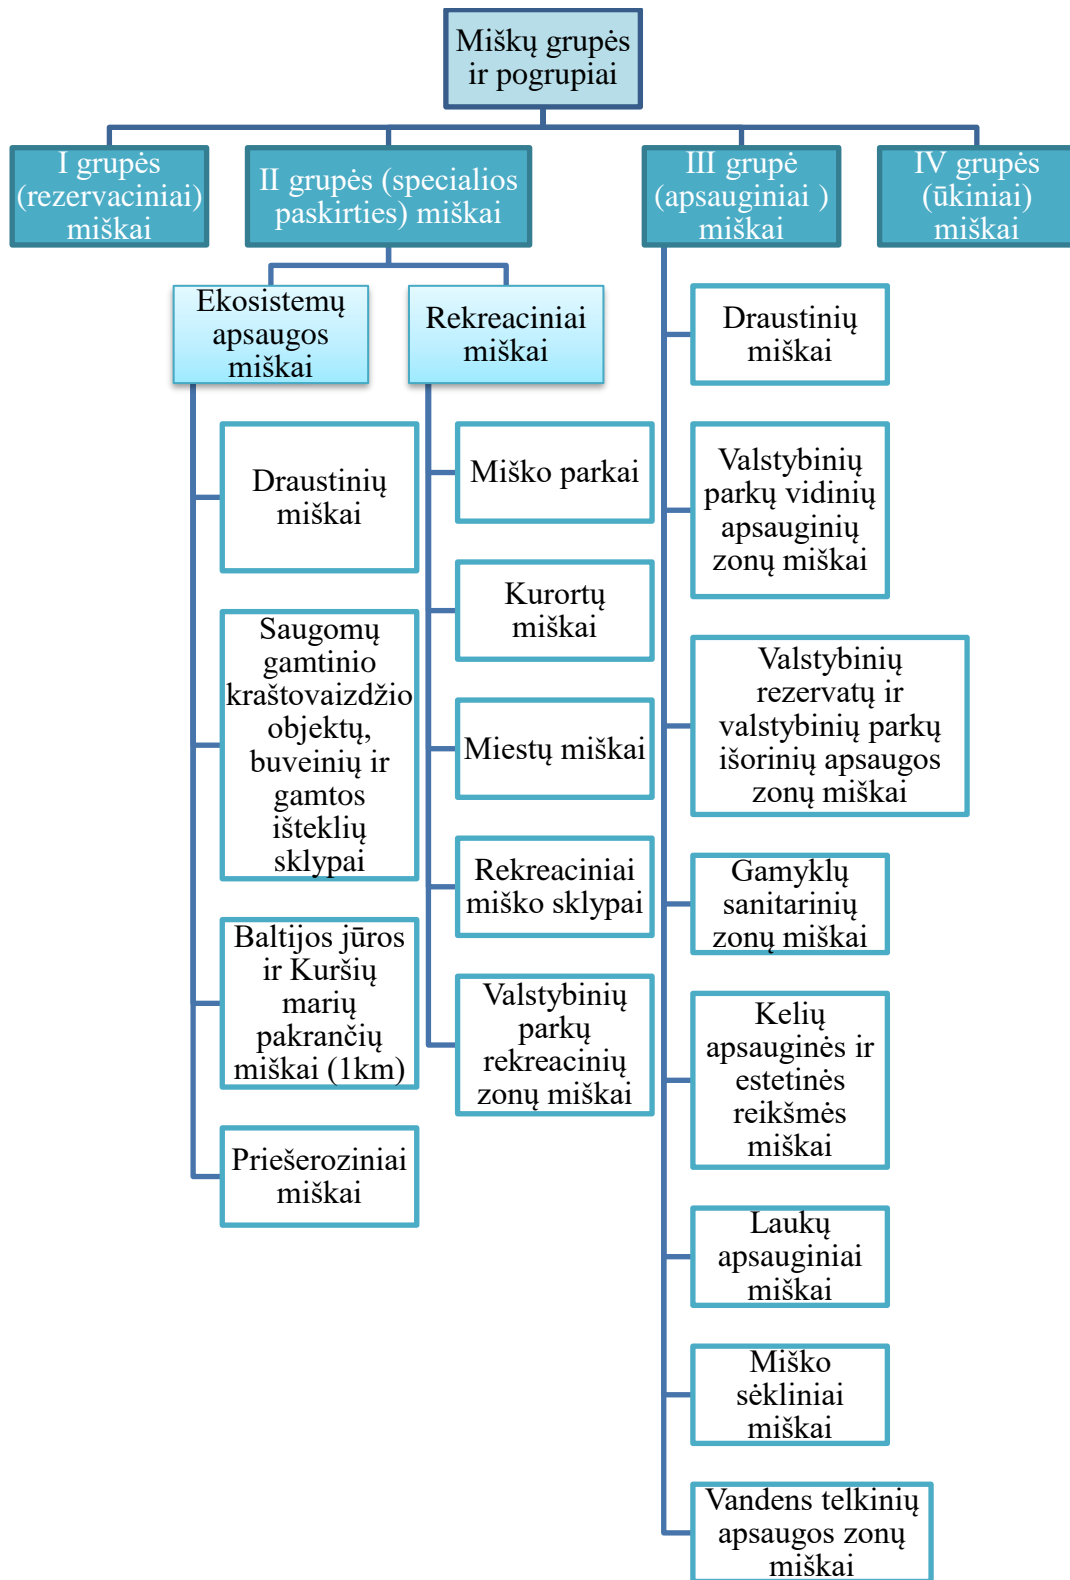 Miškų grupės
ir pogrupiai
I grupės
(rezervaciniai)
miškai
II grupės (specialios
paskirties) miškai
III grupė
(apsauginiai )
miškai
IV grupės
(ūkiniai)
miškai
Ekosistemų
apsaugos
miškai
Draustinių
miškai
Saugomų
gamtinio
kraštovaizdžio
objektų,
buveinių ir
gamtos
išteklių
sklypai
Baltijos jūros
ir Kuršių
marių
pakrančių
miškai (1km)
Priešeroziniai
miškai
Rekreaciniai
miškai
Miško parkai
Kurortų
miškai
Miestų miškai
Rekreaciniai
miško sklypai
Valstybinių
parkų
rekreacinių
zonų miškai
Draustinių
miškai
Valstybinių
parkų vidinių
apsauginių
zonų miškai
Valstybinių
rezervatų ir
valstybinių parkų
išorinių apsaugos
zonų miškai
Gamyklų
sanitarinių
zonų miškai
Kelių
apsauginės ir
estetinės
reikšmės
miškai
Laukų
apsauginiai
miškai
Miško
sėkliniai
miškai
Vandens telkinių
apsaugos zonų
miškai